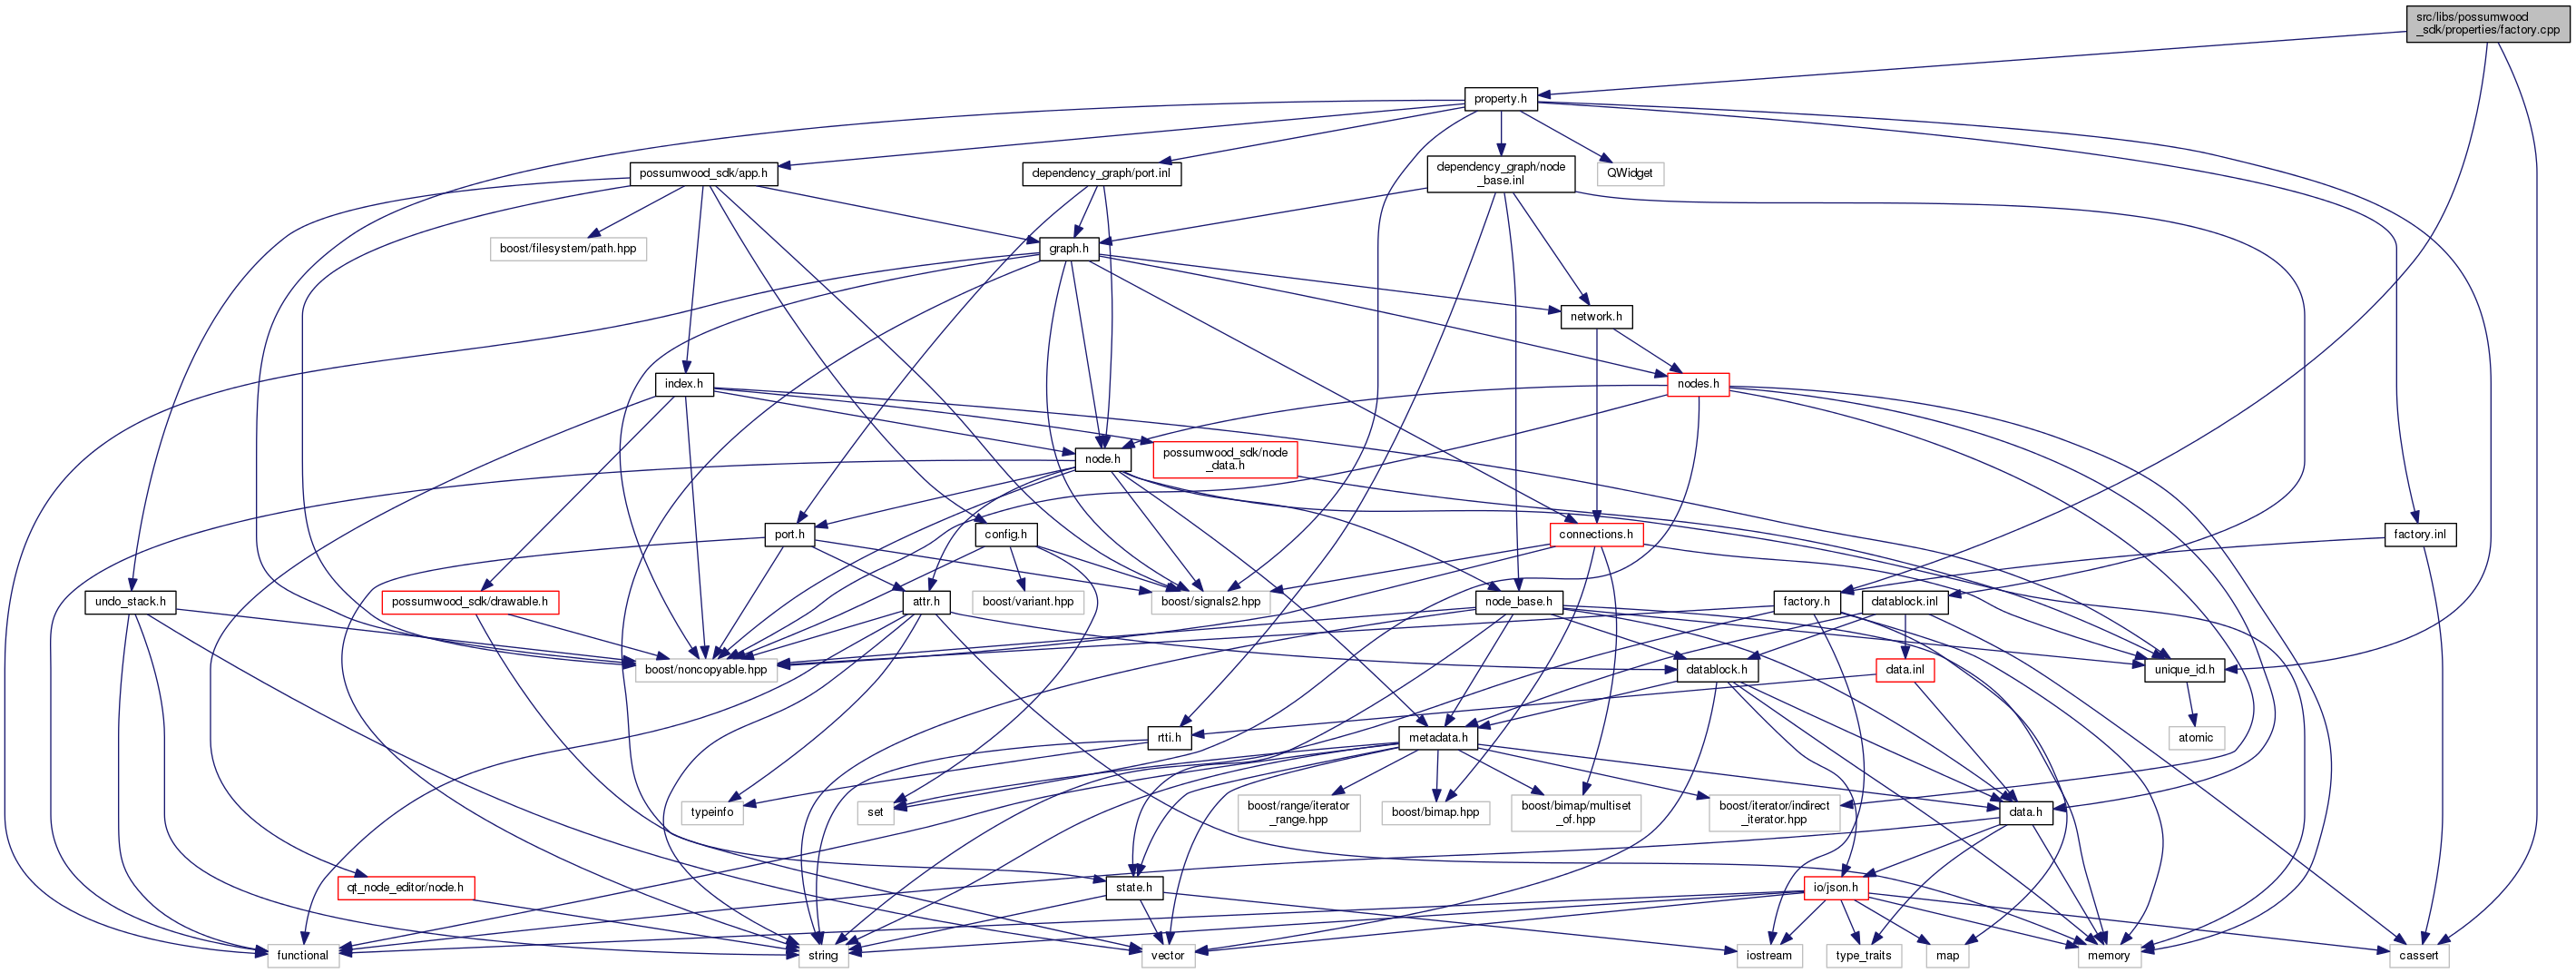 src/libs/possumwood
_sdk/properties/factory.cpp
property.h
possumwood_sdk/app.h
dependency_graph/port.inl
dependency_graph/node
_base.inl
QWidget
boost/filesystem/path.hpp
graph.h
network.h
index.h
nodes.h
node.h
possumwood_sdk/node
_data.h
port.h
config.h
connections.h
factory.inl
undo_stack.h
possumwood_sdk/drawable.h
attr.h
boost/variant.hpp
boost/signals2.hpp
node_base.h
factory.h
datablock.inl
boost/noncopyable.hpp
datablock.h
data.inl
unique_id.h
rtti.h
metadata.h
atomic
typeinfo
set
boost/range/iterator
_range.hpp
boost/bimap.hpp
boost/bimap/multiset
_of.hpp
boost/iterator/indirect
_iterator.hpp
data.h
qt_node_editor/node.h
state.h
io/json.h
functional
string
vector
iostream
type_traits
map
memory
cassert